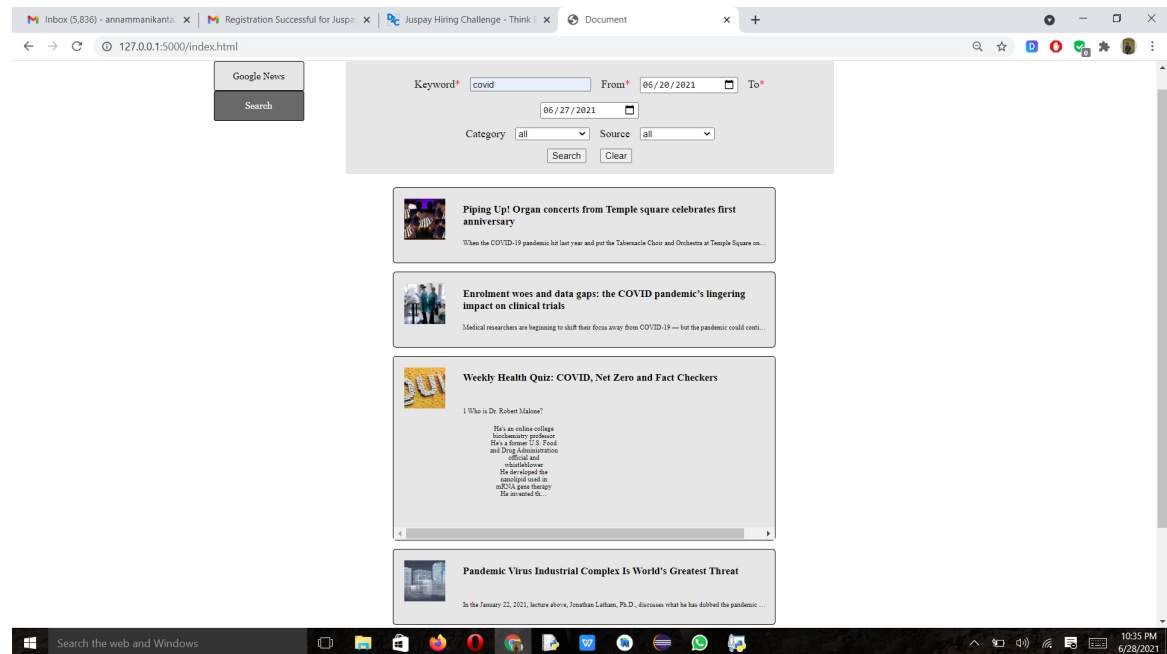 Inbox (5,836) - annammanikanta
Registration Successful for Juspay
Juspay Hiring Challenge - Think
Document
127.0.0.1:5000/index.html
Google News
Search
Keyword* covid From* 06/20/2021 To*
06/27/2021
Category all Source all
Search Clear
Piping Up! Organ concerts from Temple square celebrates first
anniversary
When the COVID-19 pandemic hit last year and put the Tabernacle Choir and Orchestra at Temple Square on...
Enrolment woes and data gaps: the COVID pandemic's lingering
impact on clinical trials
Medical researchers are beginning to shift their focus away from COVID-19 — but the pandemic could conti...
Weekly Health Quiz: COVID, Net Zero and Fact Checkers
1 Who is Dr. Robert Malone?
He's an online college
biochemistry professor
He's a former U.S. Food
and Drug Administration
official and
whistleblower
He developed the
nanolipid used in
mRNA gene therapy
He invented th...
Pandemic Virus Industrial Complex Is World's Greatest Threat
In the January 22, 2021, lecture above, Jonathan Latham, Ph.D., discusses what he has dubbed the pandemic ...
Search the web and Windows
10:35 PM
6/28/2021